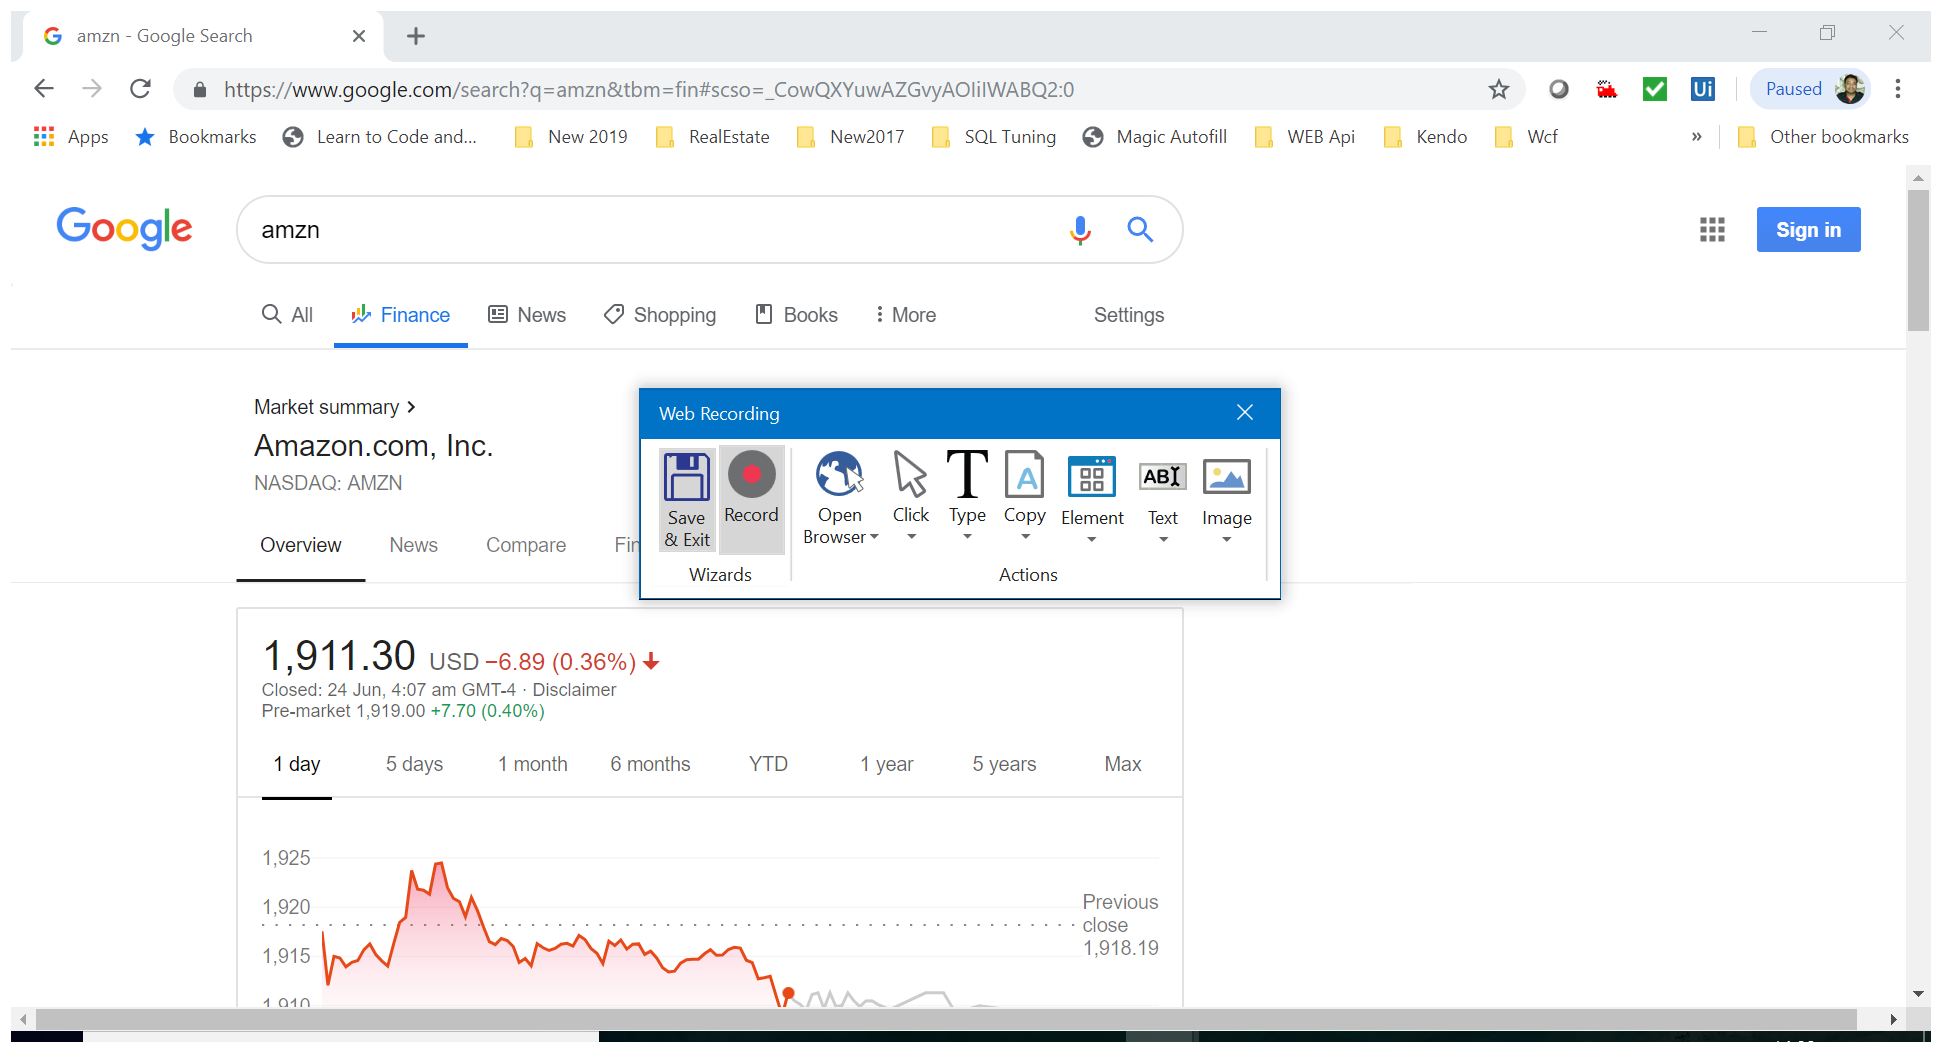 amzn - Google Search
https://www.google.com/search?q=amzn&tbm=fin#scso=_CowQXYuwAZGvyAOIiIWABQ2:0
Ui
Paused
Apps Bookmarks Learn to Code and... New 2019 RealEstate New2017 SQL Tuning Magic Autofill WEB Api Kendo Wcf » Other bookmarks
Google
amzn
Sign in
All Finance News Shopping Books More Settings
Market summary
Amazon.com, Inc.
NASDAQ: AMZN
Overview News Compare Fin
Web Recording
Save & Exit
Record
Open Browser
Click
Type
Copy
Element
ABI
Text
Image
Wizards
Actions
1,911.30 USD −6.89 (0.36%)
Closed: 24 Jun, 4:07 am GMT-4 · Disclaimer
Pre-market 1,919.00 +7.70 (0.40%)
1 day 5 days 1 month 6 months YTD 1 year 5 years Max
1,925
1,920
1,915
1,910
Previous
close
1,918.19